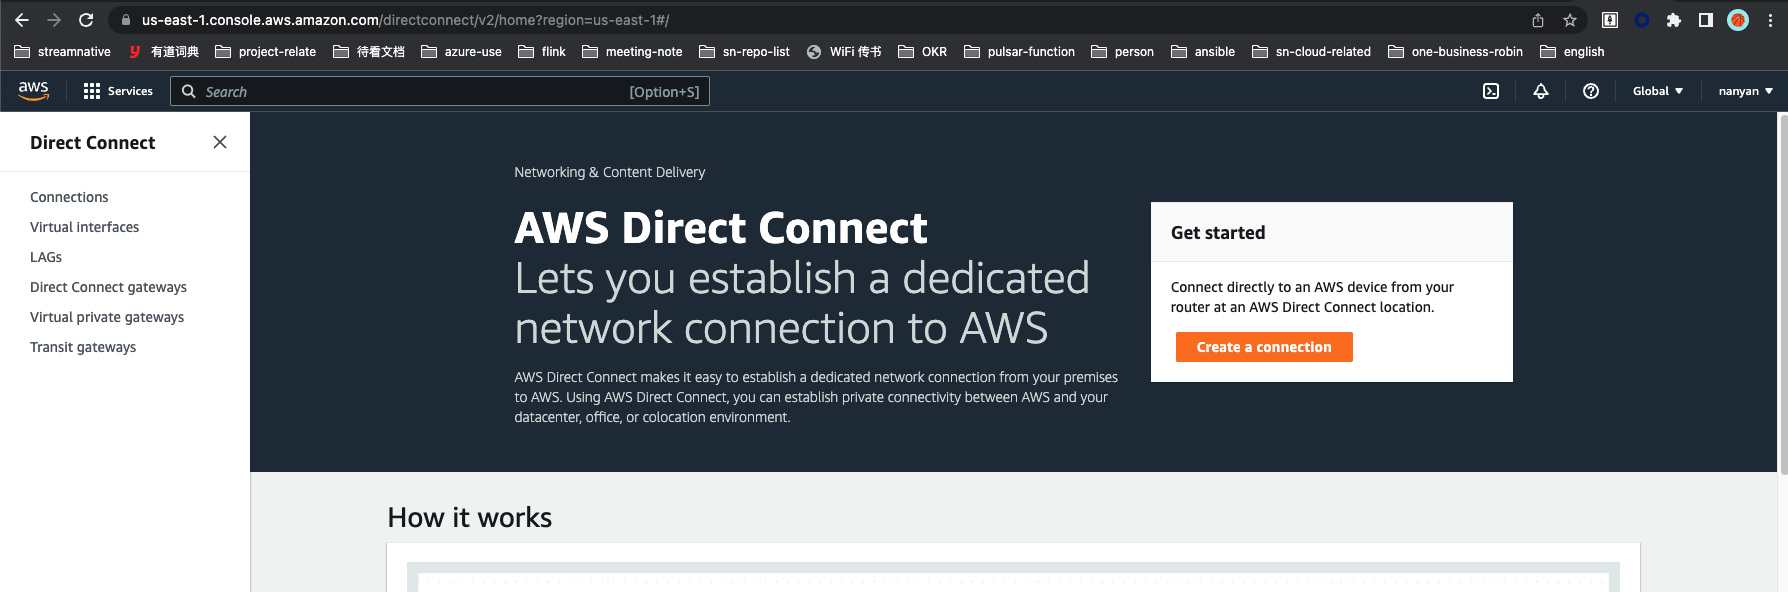 us-east-1.console.aws.amazon.com/directconnect/v2/home?region=us-east-1#/
streamnative 有道词典 project-relate 待看文档 azure-use flink meeting-note sn-repo-list WiFi 传书 OKR pulsar-function person ansible sn-cloud-related one-business-robin english
aws Services Search [Option+S] Global nanyan
Direct Connect
Connections
Virtual interfaces
LAGs
Direct Connect gateways
Virtual private gateways
Transit gateways
Networking & Content Delivery
AWS Direct Connect
Lets you establish a dedicated
network connection to AWS
AWS Direct Connect makes it easy to establish a dedicated network connection from your premises
to AWS. Using AWS Direct Connect, you can establish private connectivity between AWS and your
datacenter, office, or colocation environment.
Get started
Connect directly to an AWS device from your
router at an AWS Direct Connect location.
Create a connection
How it works